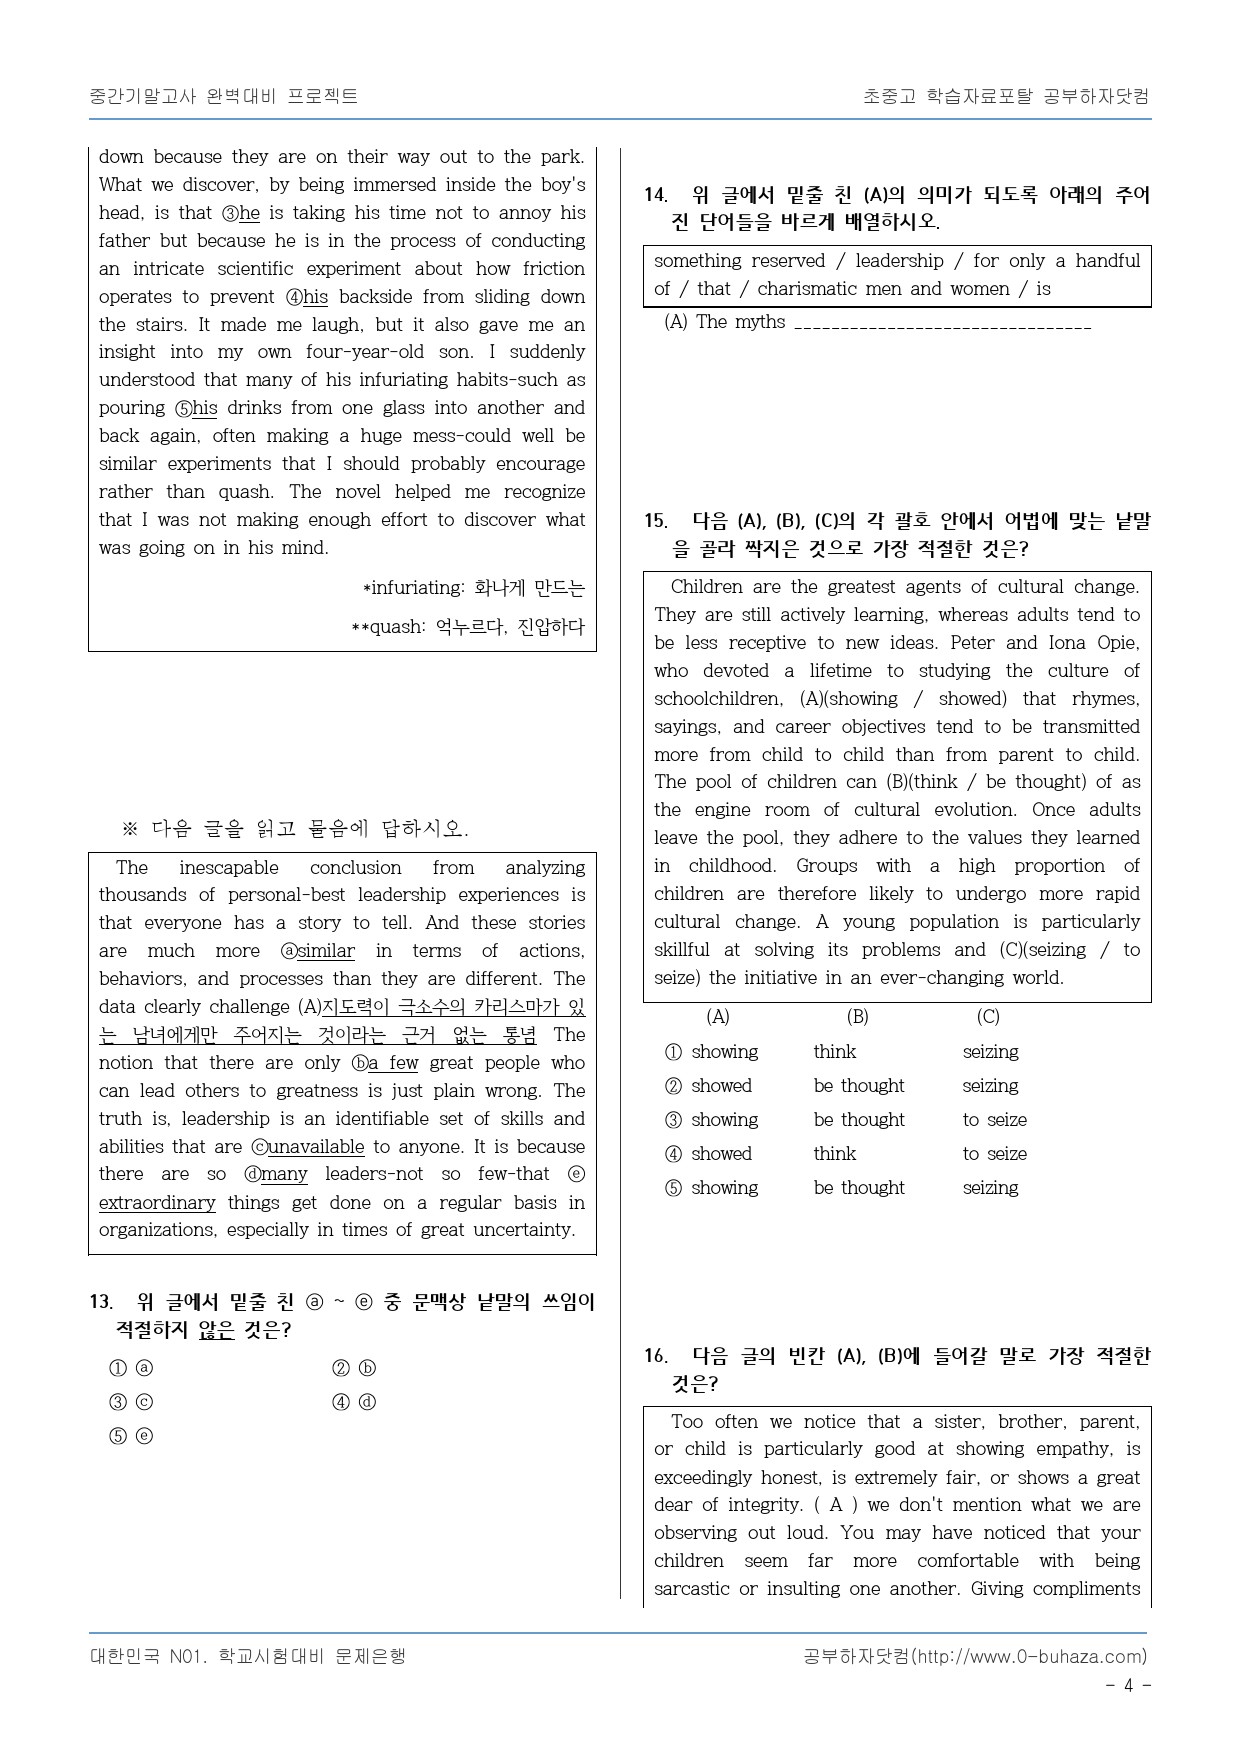 중간기말고사 완벽대비 프로젝트
초중고 학습자료포탈 공부하자닷컴
down because they are on their way out to the park.
What we discover, by being immersed inside the boy's
head, is that ③he is taking his time not to annoy his
father but because he is in the process of conducting
an intricate scientific experiment about how friction
operates to prevent ④his backside from sliding down
the stairs. It made me laugh, but it also gave me an
insight into my own four-year-old son. I suddenly
understood that many of his infuriating habits-such as
pouring ⑤his drinks from one glass into another and
back again, often making a huge mess-could well be
similar experiments that I should probably encourage
rather than quash. The novel helped me recognize
that I was not making enough effort to discover what
was going on in his mind.
*infuriating: 화나게 만드는
**quash: 억누르다, 진압하다
※ 다음 글을 읽고 물음에 답하시오.
The inescapable conclusion from analyzing
thousands of personal-best leadership experiences is
that everyone has a story to tell. And these stories
are much more ⓐsimilar in terms of actions,
behaviors, and processes than they are different. The
data clearly challenge (A)지도력이 극소수의 카리스마가 있
는 남녀에게만 주어지는 것이라는 근거 없는 통념 The
notion that there are only ⓑa few great people who
can lead others to greatness is just plain wrong. The
truth is, leadership is an identifiable set of skills and
abilities that are ⓒunavailable to anyone. It is because
there are so ⓓmany leaders-not so few-that ⓔ
extraordinary things get done on a regular basis in
organizations, especially in times of great uncertainty.
13. 위 글에서 밑줄 친 ⓐ ~ ⓔ 중 문맥상 낱말의 쓰임이
적절하지 않은 것은?
① ⓐ ② ⓑ
③ ⓒ ④ ⓓ
⑤ ⓔ
14. 위 글에서 밑줄 친 (A)의 의미가 되도록 아래의 주어
진 단어들을 바르게 배열하시오.
something reserved / leadership / for only a handful
of / that / charismatic men and women / is
(A) The myths ________________________________
15. 다음 (A), (B), (C)의 각 괄호 안에서 어법에 맞는 낱말
을 골라 짝지은 것으로 가장 적절한 것은?
Children are the greatest agents of cultural change.
They are still actively learning, whereas adults tend to
be less receptive to new ideas. Peter and Iona Opie,
who devoted a lifetime to studying the culture of
schoolchildren, (A)(showing / showed) that rhymes,
sayings, and career objectives tend to be transmitted
more from child to child than from parent to child.
The pool of children can (B)(think / be thought) of as
the engine room of cultural evolution. Once adults
leave the pool, they adhere to the values they learned
in childhood. Groups with a high proportion of
children are therefore likely to undergo more rapid
cultural change. A young population is particularly
skillful at solving its problems and (C)(seizing / to
seize) the initiative in an ever-changing world.
(A) (B) (C)
① showing think seizing
② showed be thought seizing
③ showing be thought to seize
④ showed think to seize
⑤ showing be thought seizing
16. 다음 글의 빈칸 (A), (B)에 들어갈 말로 가장 적절한
것은?
Too often we notice that a sister, brother, parent,
or child is particularly good at showing empathy, is
exceedingly honest, is extremely fair, or shows a great
dear of integrity. ( A ) we don't mention what we are
observing out loud. You may have noticed that your
children seem far more comfortable with being
sarcastic or insulting one another. Giving compliments
대한민국 N01. 학교시험대비 문제은행
공부하자닷컴(http://www.0-buhaza.com)
- 4 -